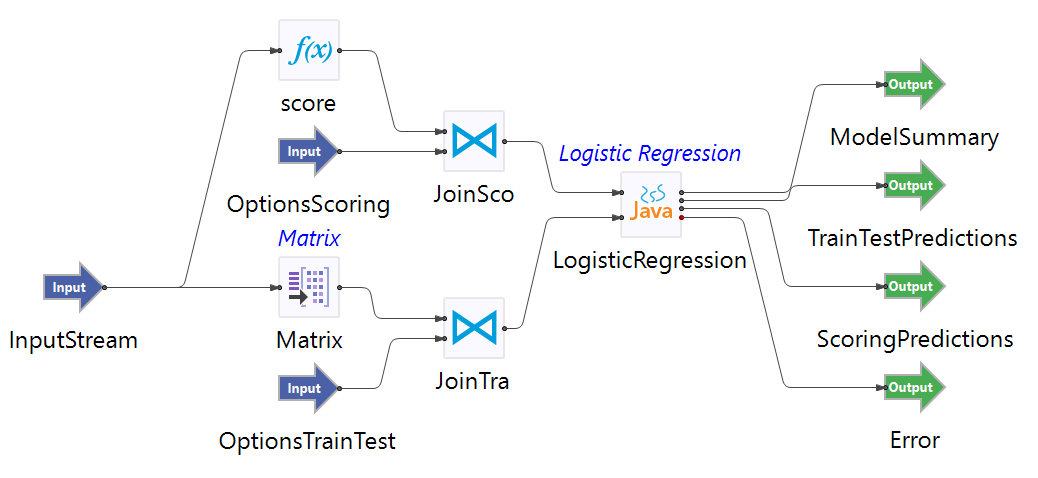 f(x)
score
Input
OptionsScoring
JoinSco
Logistic Regression
Java
LogisticRegression
Matrix
Matrix
Input
InputStream
JoinTra
Input
OptionsTrainTest
Output
ModelSummary
Output
TrainTestPredictions
Output
ScoringPredictions
Output
Error